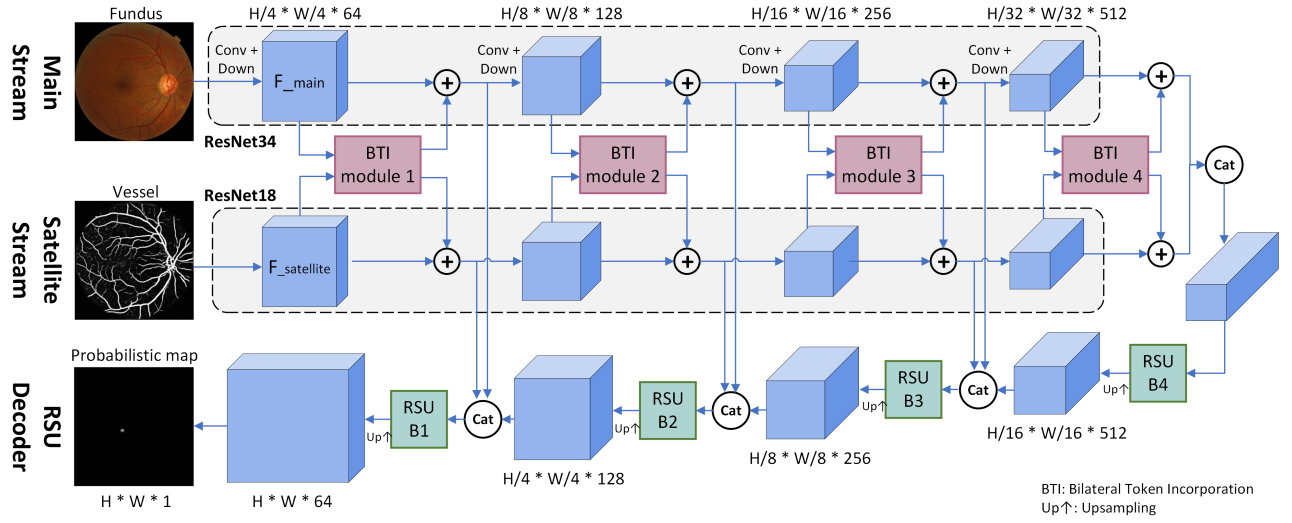 Fundus
H/4 * W/4 * 64
H/8 * W/8 * 128
H/16 * W/16 * 256
H/32 * W/32 * 512
Main
Stream
Conv +
Down
F_main
+
Conv +
Down
+
Conv +
Down
+
Conv +
Down
+
ResNet34
BTI
module 1
BTI
module 2
BTI
module 3
BTI
module 4
Cat
Vessel
ResNet18
Satellite
Stream
F_satellite
+
+
+
+
Probabilistic map
RSU
Decoder
RSU
B1
Up↑
Cat
RSU
B2
Up↑
Cat
RSU
B3
Up↑
Cat
RSU
B4
Up↑
H * W * 1
H * W * 64
H/4 * W/4 * 128
H/8 * W/8 * 256
H/16 * W/16 * 512
BTI: Bilateral Token Incorporation
Up↑: Upsampling